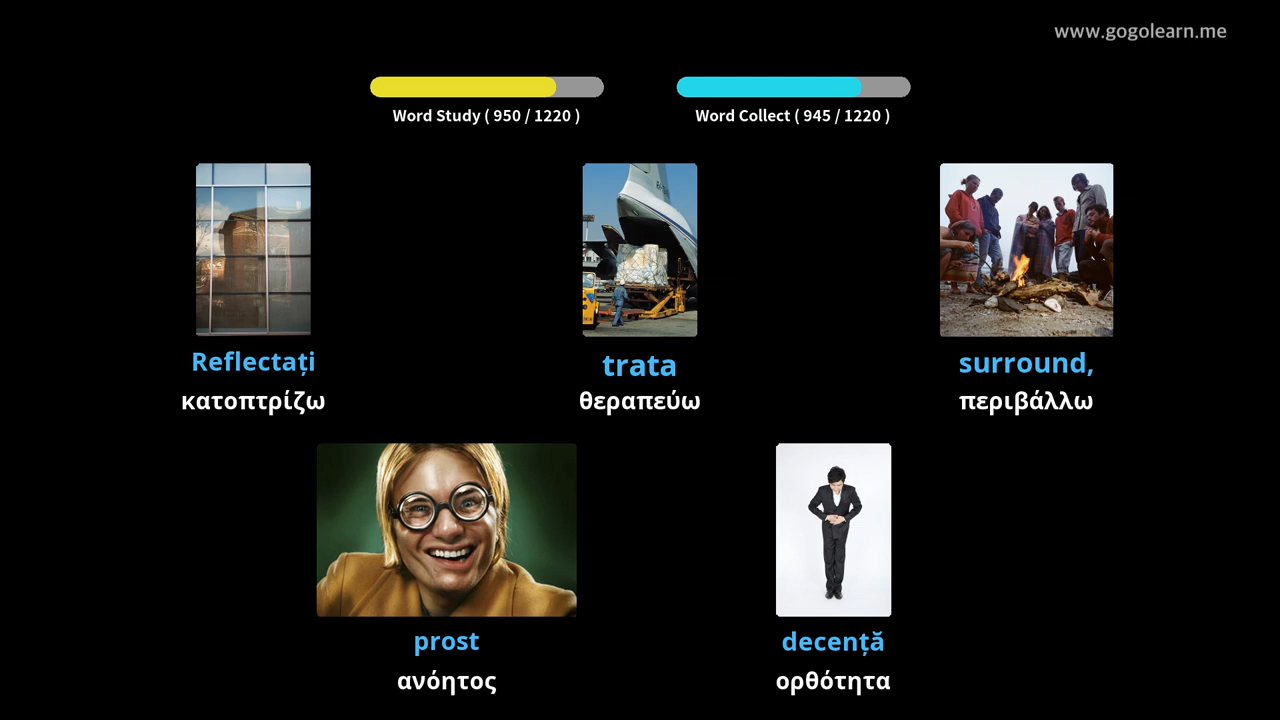 www.gogolearn.me
Word Study ( 950 / 1220 )
Word Collect ( 945 / 1220 )
Reflectați
κατοπτρίζω
trata
θεραπεύω
surround,
περιβάλλω
prost
ανόητος
decență
ορθότητα